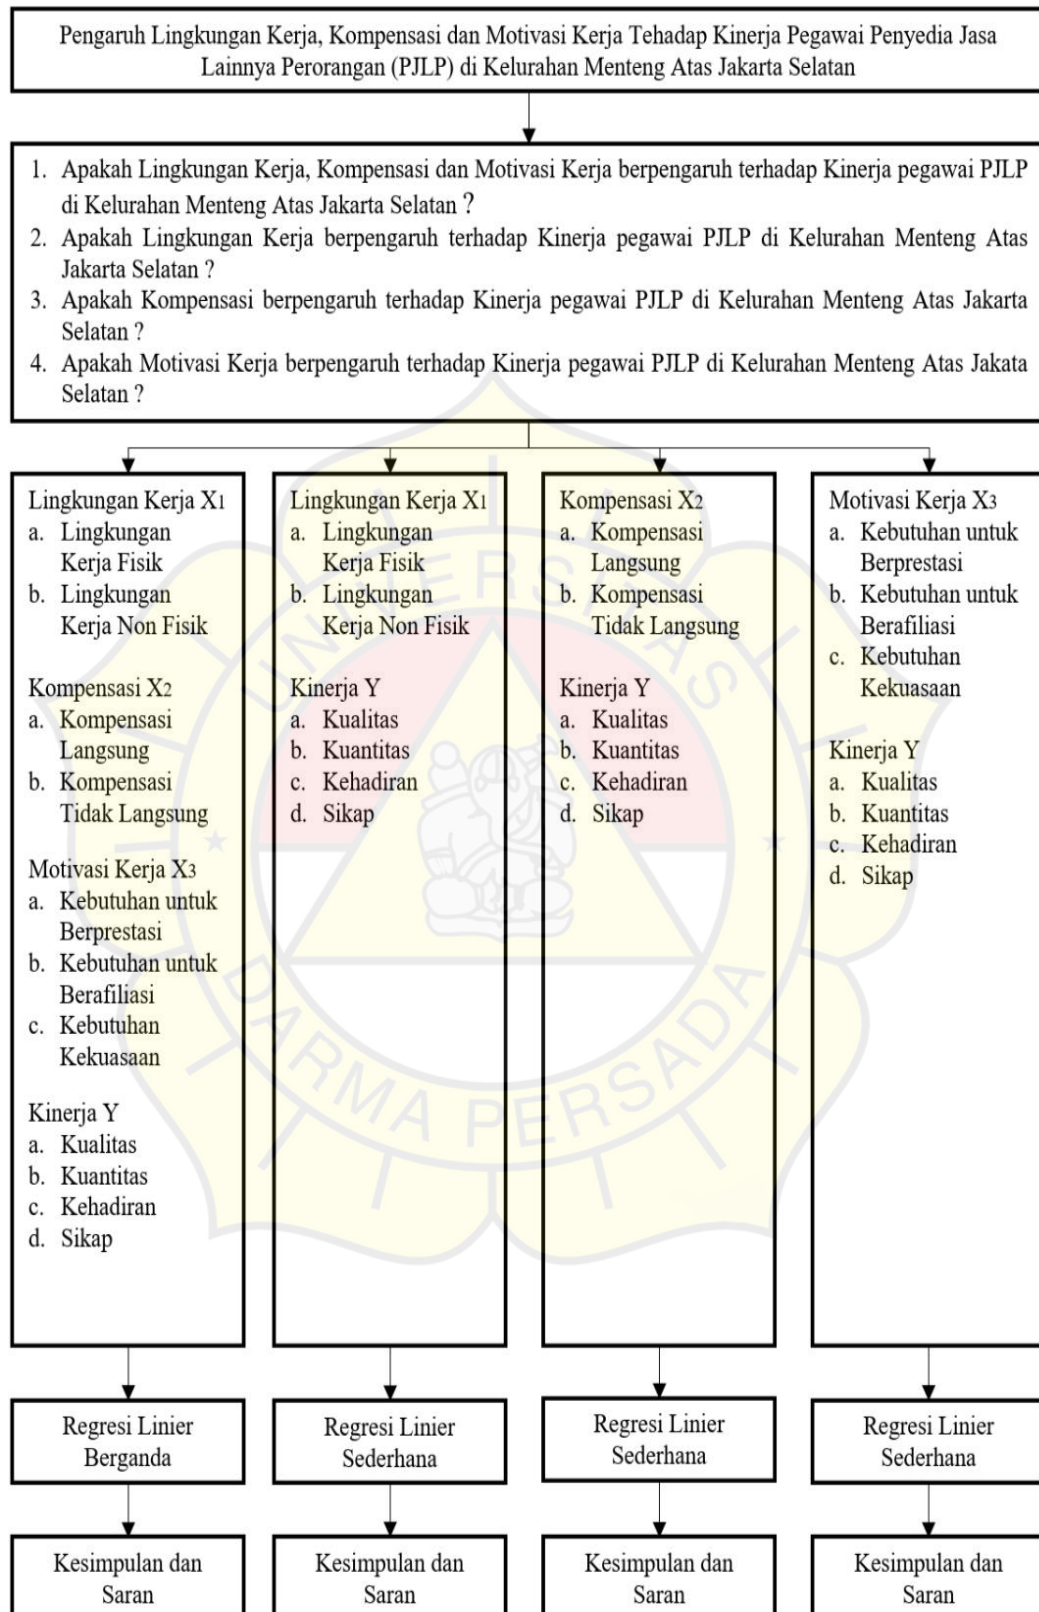 Pengaruh Lingkungan Kerja, Kompensasi dan Motivasi Kerja Tehadap Kinerja Pegawai Penyedia Jasa
Lainnya Perorangan (PJLP) di Kelurahan Menteng Atas Jakarta Selatan
1. Apakah Lingkungan Kerja, Kompensasi dan Motivasi Kerja berpengaruh terhadap Kinerja pegawai PJLP
di Kelurahan Menteng Atas Jakarta Selatan ?
2. Apakah Lingkungan Kerja berpengaruh terhadap Kinerja pegawai PJLP di Kelurahan Menteng Atas
Jakarta Selatan ?
3. Apakah Kompensasi berpengaruh terhadap Kinerja pegawai PJLP di Kelurahan Menteng Atas Jakarta
Selatan ?
4. Apakah Motivasi Kerja berpengaruh terhadap Kinerja pegawai PJLP di Kelurahan Menteng Atas Jakata
Selatan ?
Lingkungan Kerja X1
a. Lingkungan
Kerja Fisik
b. Lingkungan
Kerja Non Fisik
Kompensasi X2
a. Kompensasi
Langsung
b. Kompensasi
Tidak Langsung
Motivasi Kerja X3
a. Kebutuhan untuk
Berprestasi
b. Kebutuhan untuk
Berafiliasi
c. Kebutuhan
Kekuasaan
Kinerja Y
a. Kualitas
b. Kuantitas
c. Kehadiran
d. Sikap
Lingkungan Kerja X1
a. Lingkungan
Kerja Fisik
b. Lingkungan
Kerja Non Fisik
Kinerja Y
a. Kualitas
b. Kuantitas
c. Kehadiran
d. Sikap
Kompensasi X2
a. Kompensasi
Langsung
b. Kompensasi
Tidak Langsung
Kinerja Y
a. Kualitas
b. Kuantitas
c. Kehadiran
d. Sikap
Motivasi Kerja X3
a. Kebutuhan untuk
Berprestasi
b. Kebutuhan untuk
Berafiliasi
c. Kebutuhan
Kekuasaan
Kinerja Y
a. Kualitas
b. Kuantitas
c. Kehadiran
d. Sikap
UNIVERSITAS
DARMA PERSADA
Regresi Linier
Berganda
Regresi Linier
Sederhana
Regresi Linier
Sederhana
Regresi Linier
Sederhana
Kesimpulan dan
Saran
Kesimpulan dan
Saran
Kesimpulan dan
Saran
Kesimpulan dan
Saran